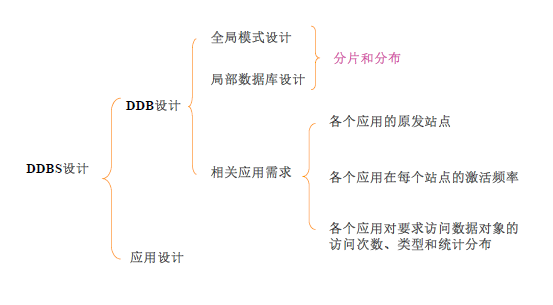 DDBS设计
DDB设计
全局模式设计
局部数据库设计
分片和分布
相关应用需求
各个应用的原发站点
各个应用在每个站点的激活频率
各个应用对要求访问数据对象的
访问次数、类型和统计分布
应用设计